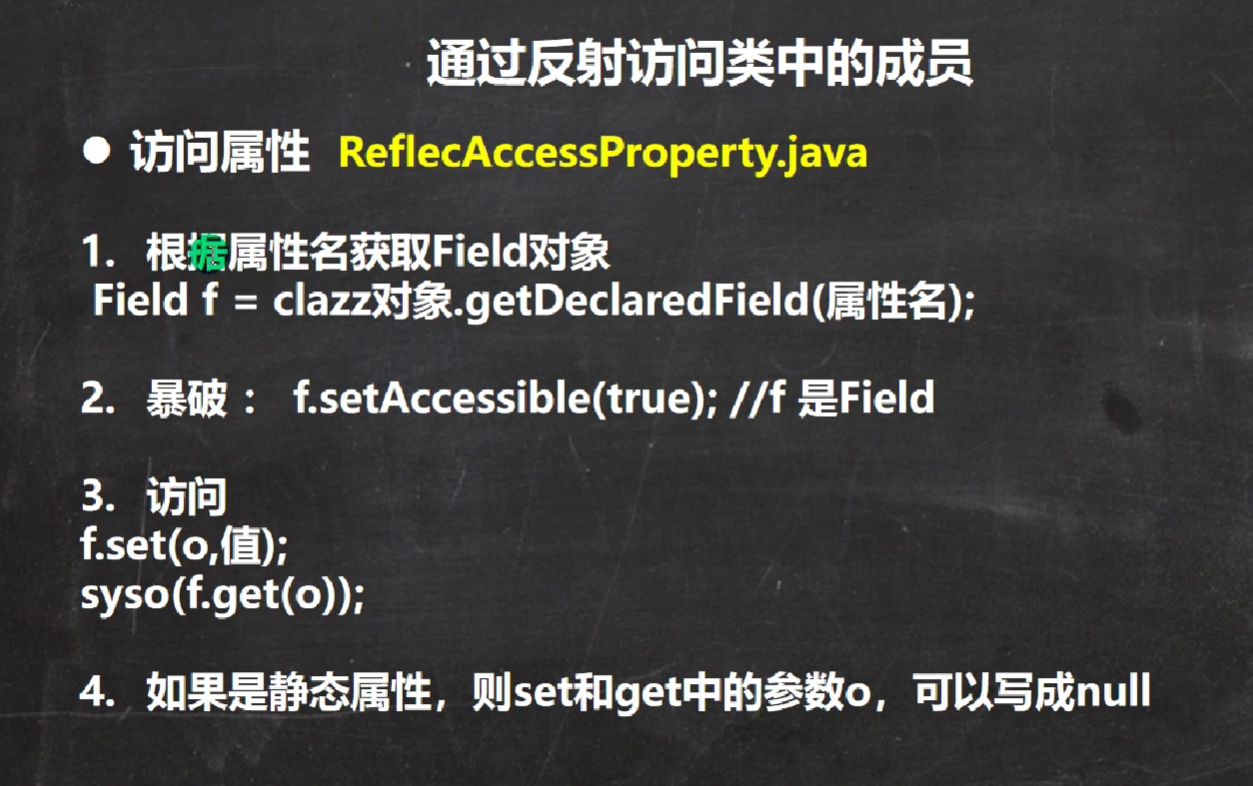 通过反射访问类中的成员
● 访问属性 ReflecAccessProperty.java
1. 根据属性名获取Field对象
Field f = clazz对象.getDeclaredField(属性名);
2. 暴破 ： f.setAccessible(true); //f 是Field
3. 访问
f.set(o,值);
syso(f.get(o));
4. 如果是静态属性，则set和get中的参数o，可以写成null